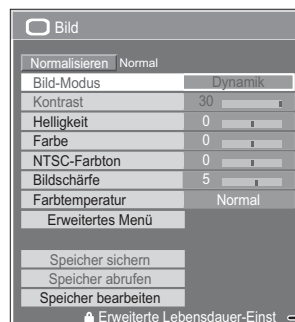 Bild
Normalisieren Normal
Bild-Modus Dynamik
Kontrast 30
Helligkeit 0
Farbe 0
NTSC-Farbton 0
Bildschärfe 5
Farbtemperatur Normal
Erweitertes Menü
Speicher sichern
Speicher abrufen
Speicher bearbeiten
Erweiterte Lebensdauer-Einst